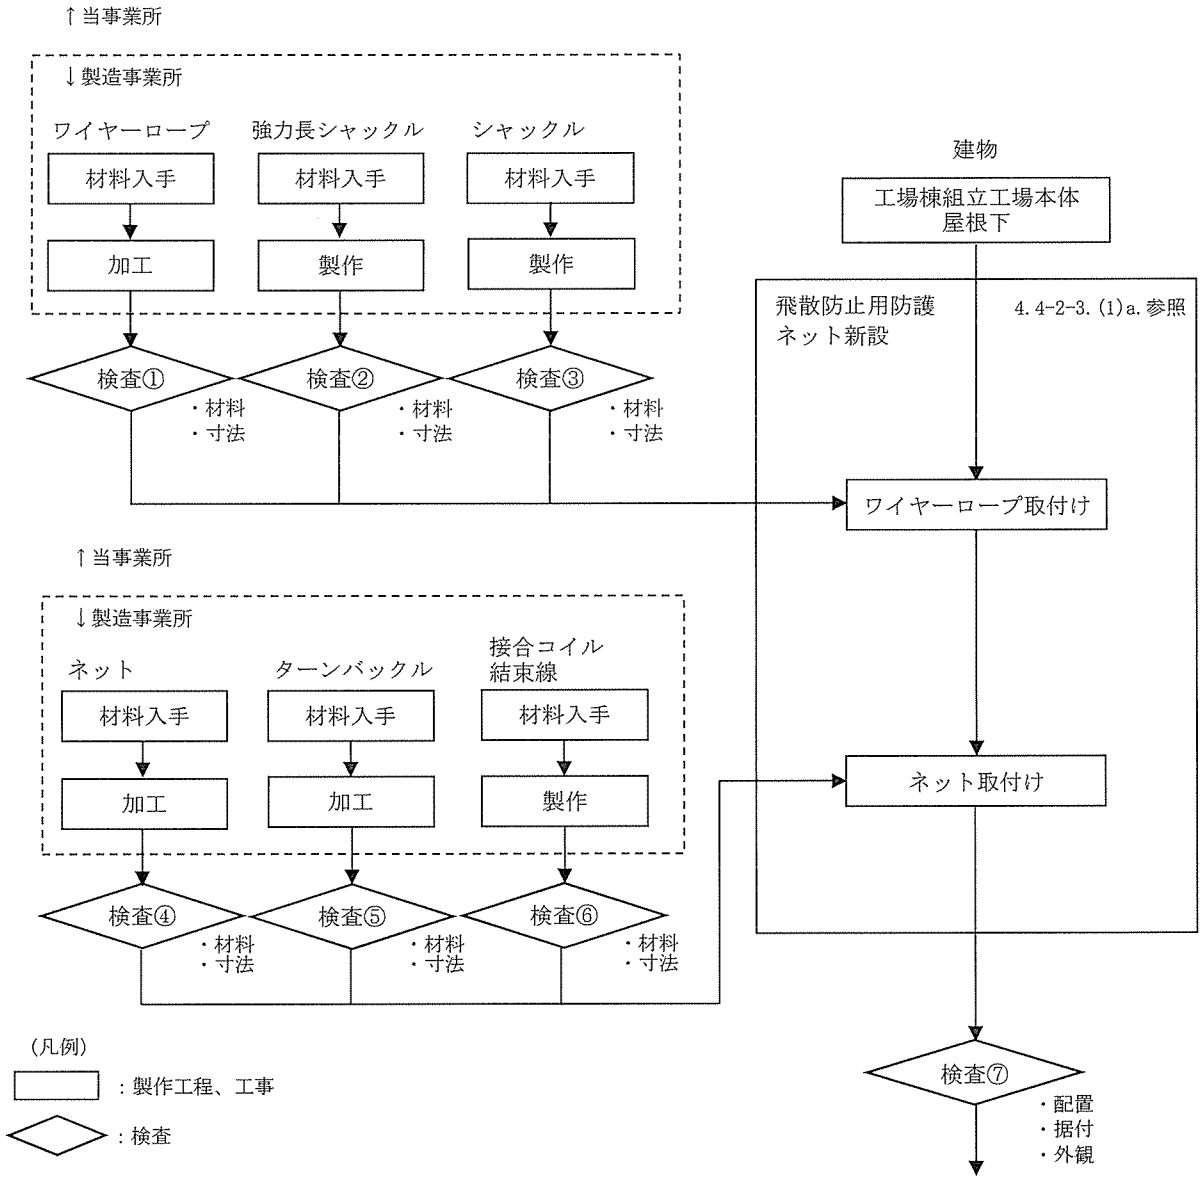 ↑当事業所
↓製造事業所
ワイヤーロープ
材料入手
加工
検査①
・材料
・寸法
強力長シャックル
材料入手
製作
検査②
・材料
・寸法
シャックル
材料入手
製作
検査③
・材料
・寸法
建物
工場棟組立工場本体
屋根下
飛散防止用防護
ネット新設
4.4-2-3.(1)a.参照
ワイヤーロープ取付け
↑当事業所
↓製造事業所
ネット
材料入手
加工
検査④
・材料
・寸法
ターンバックル
材料入手
加工
検査⑤
・材料
・寸法
接合コイル
結束線
材料入手
製作
検査⑥
・材料
・寸法
ネット取付け
検査⑦
・配置
・据付
・外観
(凡例)
：製作工程、工事
：検査